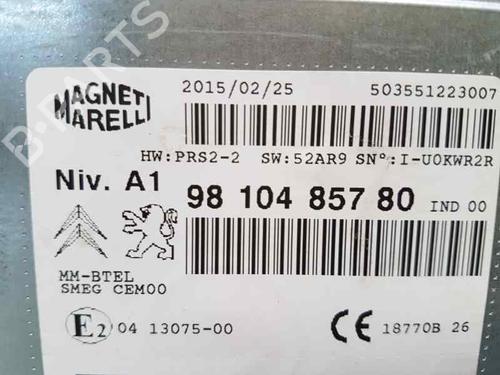 B-PARTS
MAGNETI
MARELLI
2015/02/25 503551223007
HW:PRS2-2 SW:52AR9 SN°:I-U0KWR2R
Niv. A1 98 104 857 80 IND 00
MM-BTEL
SMEG CEM00
E2 04 13075-00 CE 18770B 26